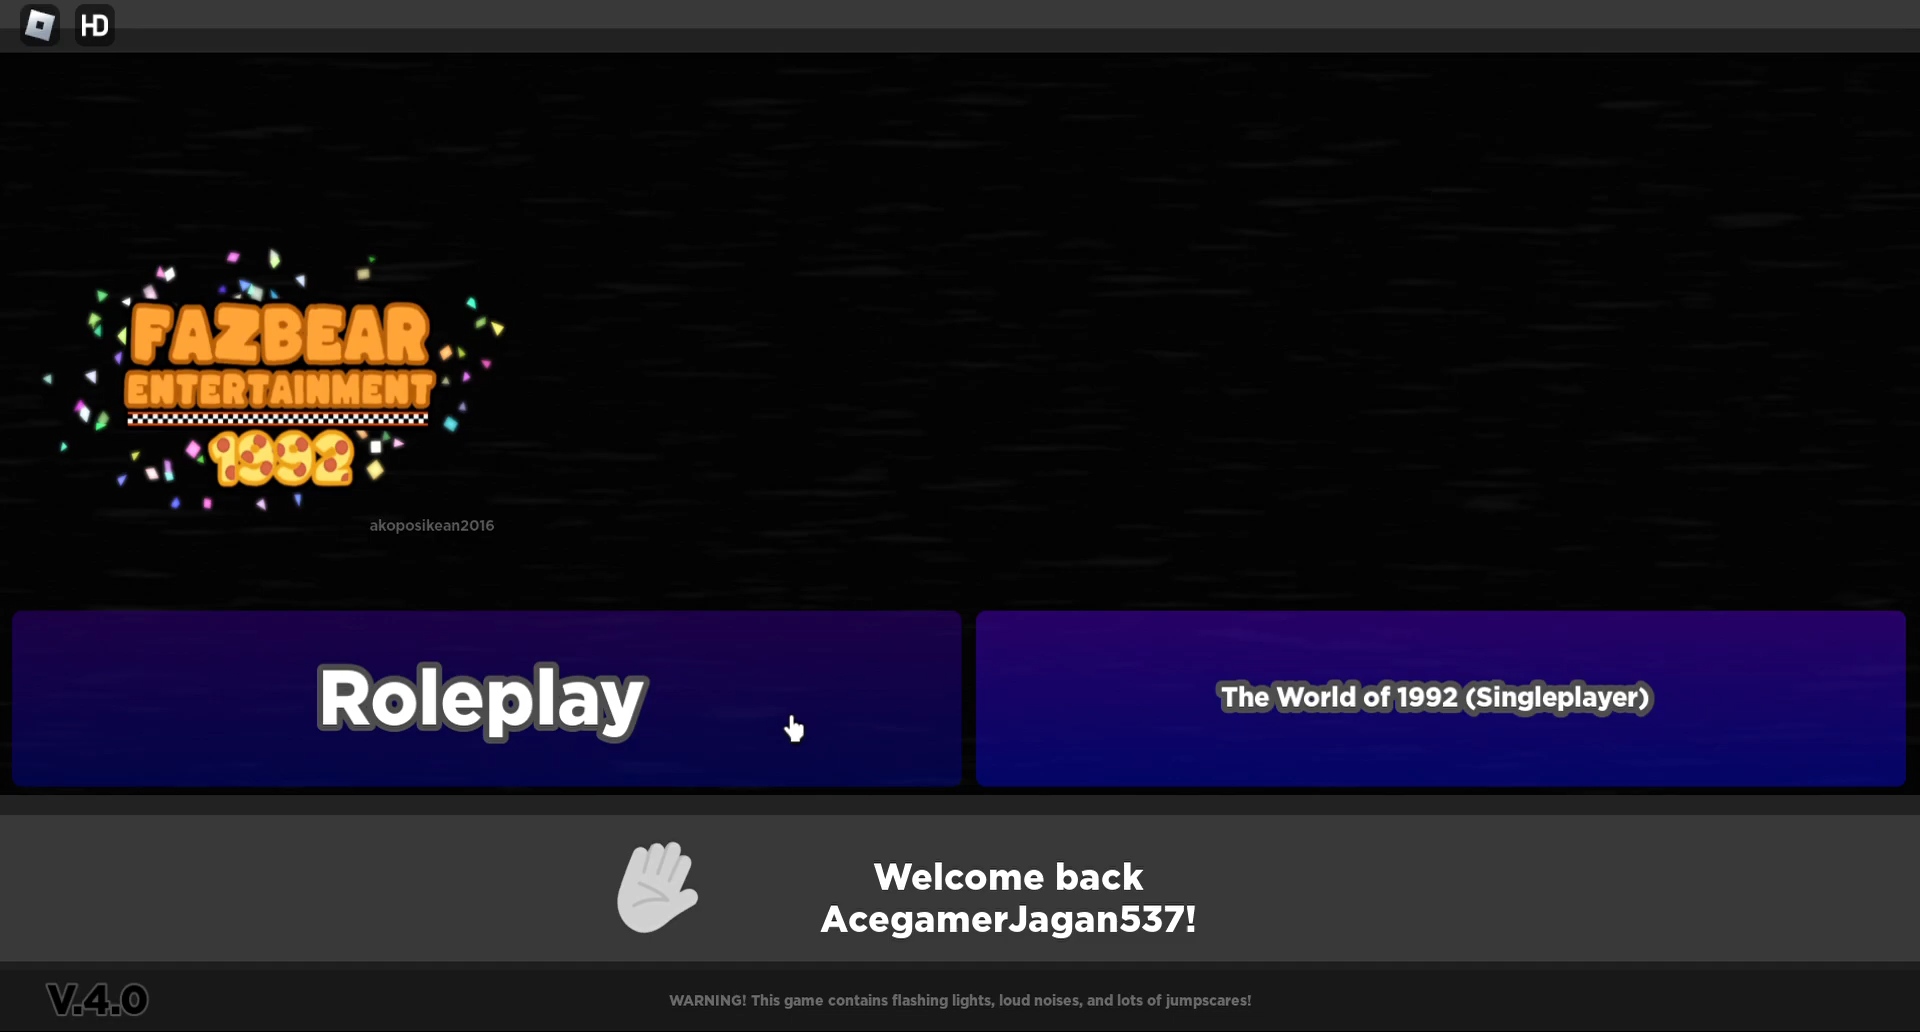 HD
FAZBEAR
ENTERTAINMENT
1992
akoposikean2016
Roleplay
The World of 1992 (Singleplayer)
Welcome back
AcegamerJagan537!
V.4.0
WARNING! This game contains flashing lights, loud noises, and lots of jumpscares!